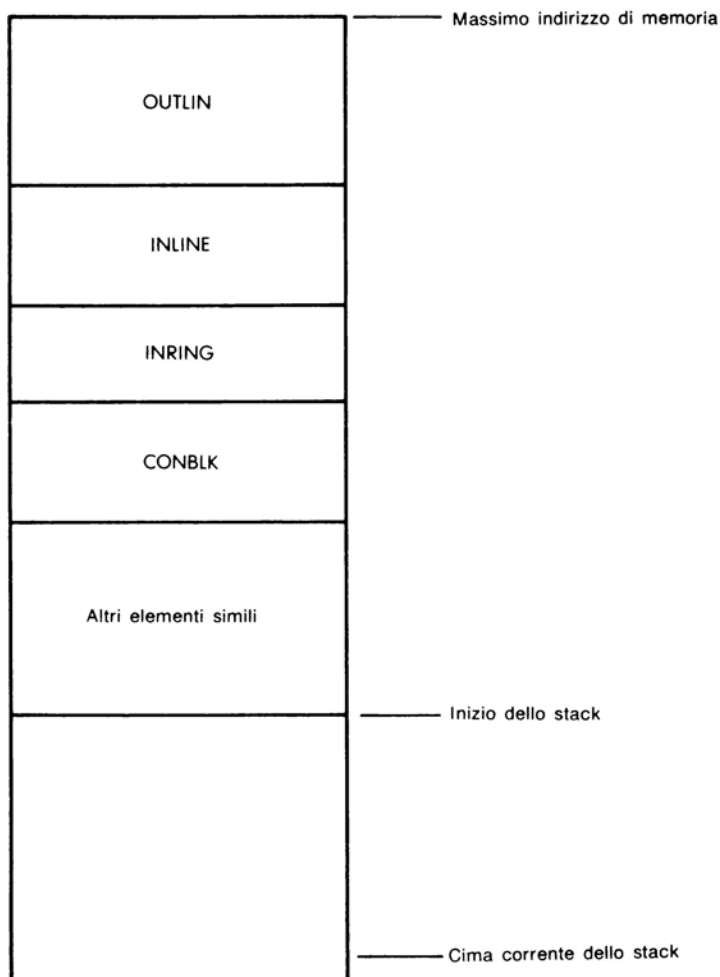 Massimo indirizzo di memoria
OUTLIN
INLINE
INRING
CONBLK
Altri elementi simili
Inizio dello stack
Cima corrente dello stack